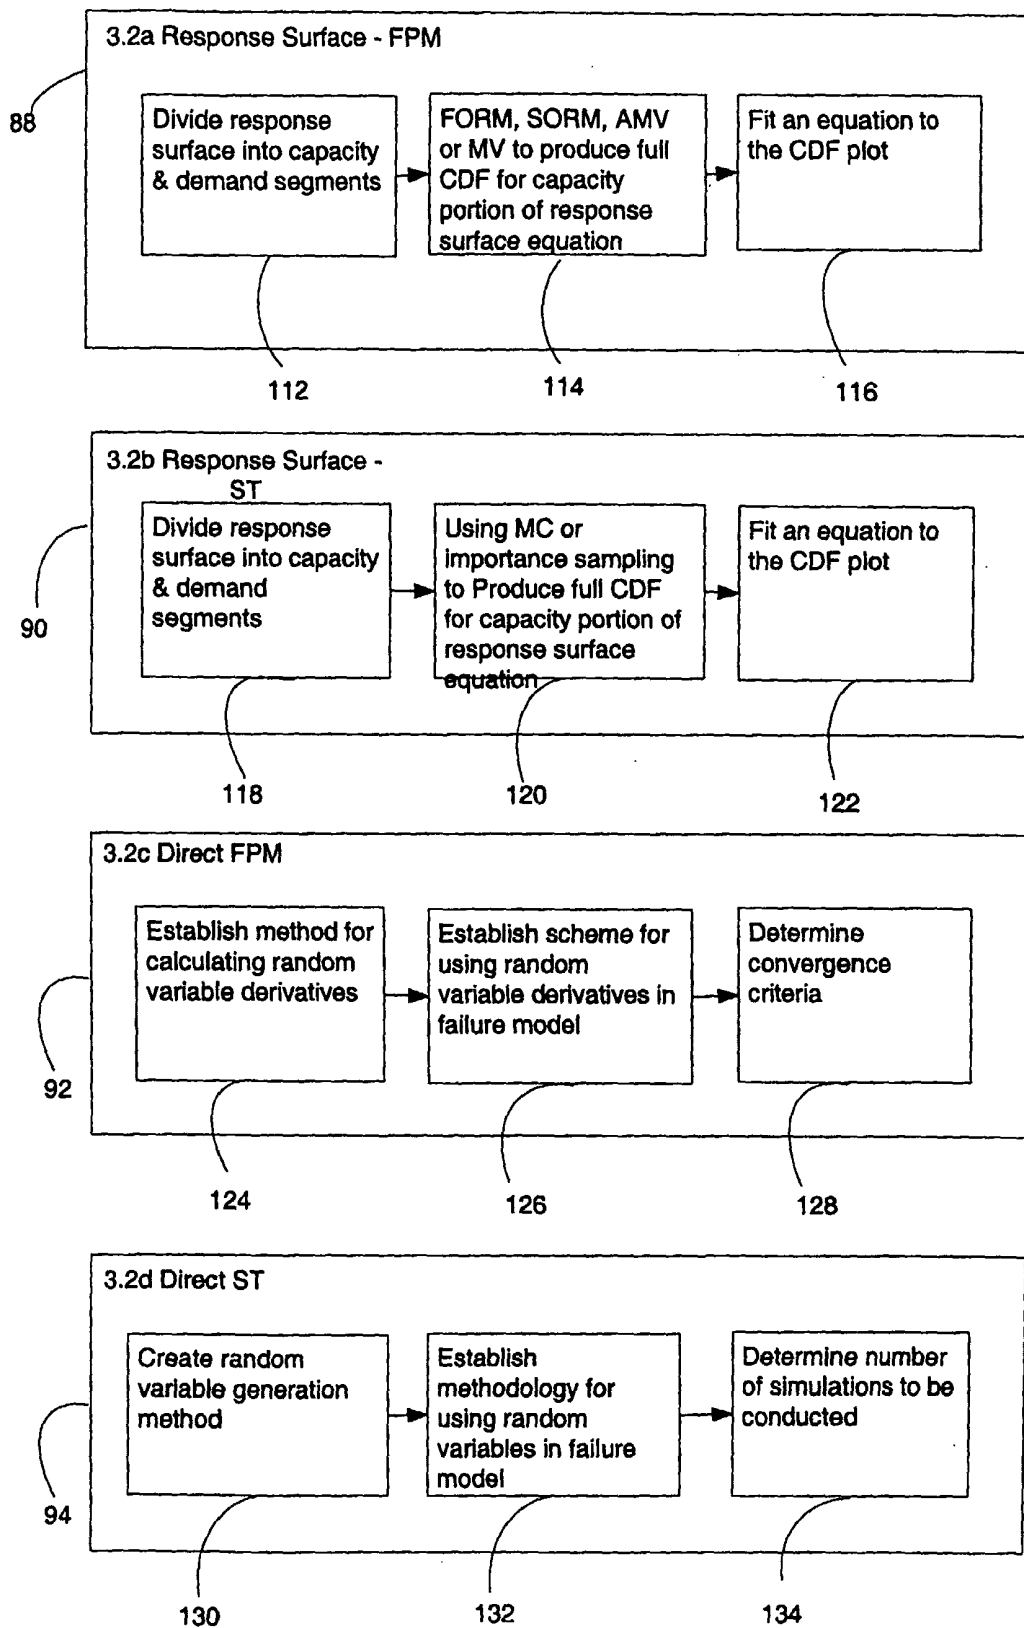 3.2a Response Surface - FPM
88
Divide response
surface into capacity
& demand segments
FORM, SORM, AMV
or MV to produce full
CDF for capacity
portion of response
surface equation
Fit an equation to
the CDF plot
112
114
116
3.2b Response Surface -
ST
90
Divide response
surface into capacity
& demand
segments
Using MC or
importance sampling
to Produce full CDF
for capacity portion of
response surface
equation
Fit an equation to
the CDF plot
118
120
122
3.2c Direct FPM
92
Establish method for
calculating random
variable derivatives
Establish scheme for
using random
variable derivatives in
failure model
Determine
convergence
criteria
124
126
128
3.2d Direct ST
94
Create random
variable generation
method
Establish
methodology for
using random
variables in failure
model
Determine number
of simulations to be
conducted
130
132
134